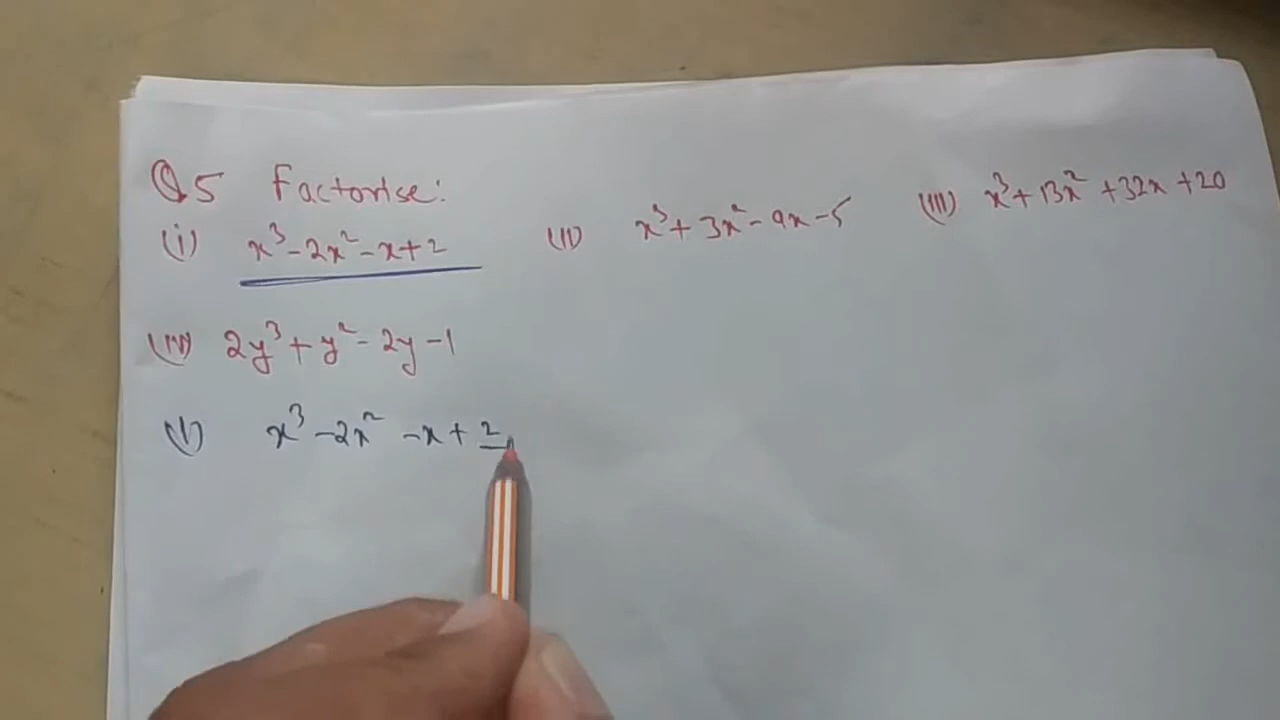 Q5 Factorise:
(i) x³-2x²-x+2 (II) x³+3x²-9x-5 (III) x³+13x²+32x+20
(IV) 2y³+y²-2y-1
(I) x³-2x²-x+2